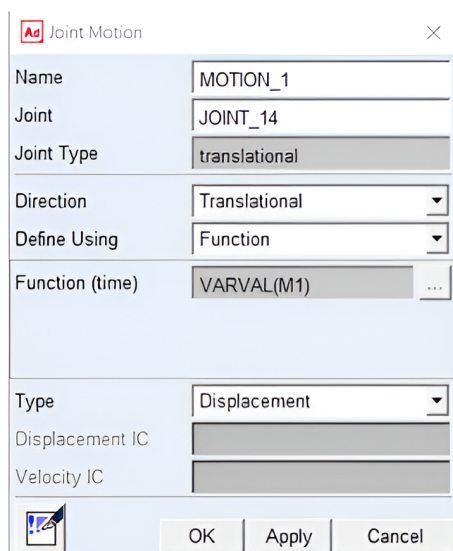 Ad Joint Motion
Name MOTION_1
Joint JOINT_14
Joint Type translational
Direction Translational
Define Using Function
Function (time) VARVAL(M1) ...
Type Displacement
Displacement IC
Velocity IC
OK Apply Cancel